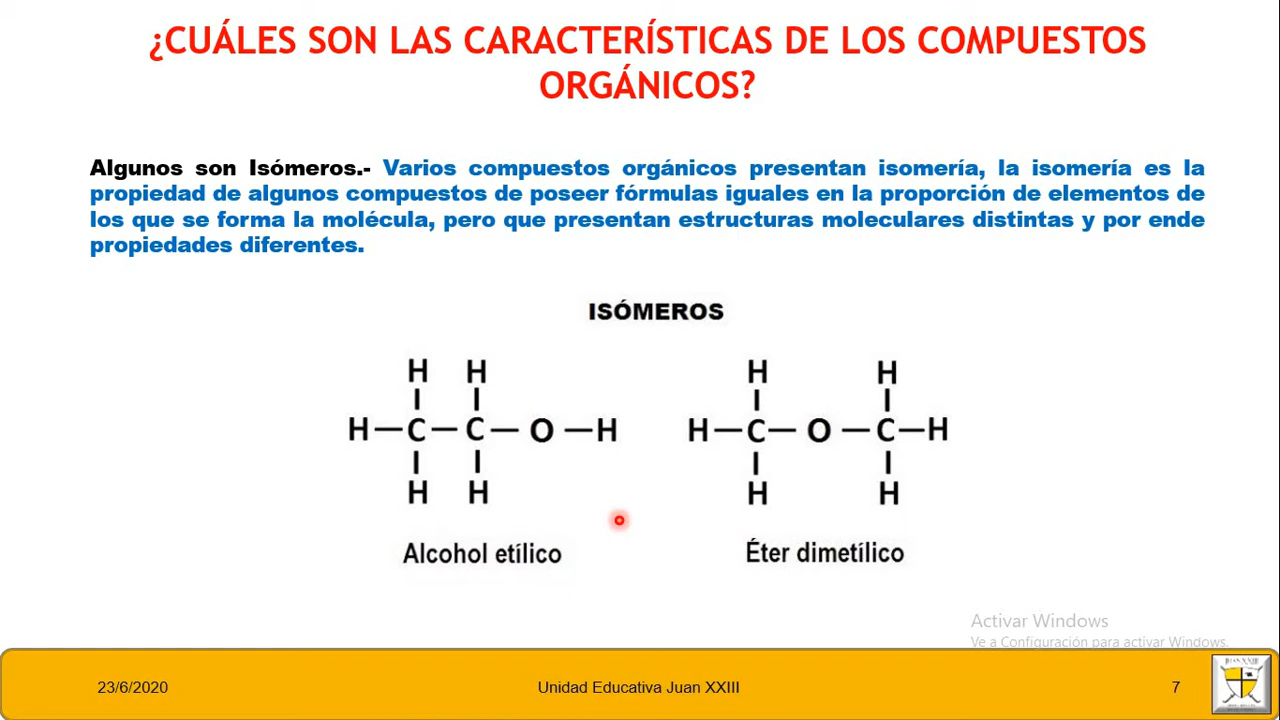 ¿CUÁLES SON LAS CARACTERÍSTICAS DE LOS COMPUESTOS
ORGÁNICOS?
Algunos son Isómeros.- Varios compuestos orgánicos presentan isomería, la isomería es la
propiedad de algunos compuestos de poseer fórmulas iguales en la proporción de elementos de
los que se forma la molécula, pero que presentan estructuras moleculares distintas y por ende
propiedades diferentes.
ISÓMEROS
H H H H
H — C — C — O — H H — C — O — C — H
H H H H
Alcohol etílico Éter dimetílico
Activar Windows
Ve a Configuración para activar Windows.
23/6/2020 Unidad Educativa Juan XXIII 7
JUAN XXIII